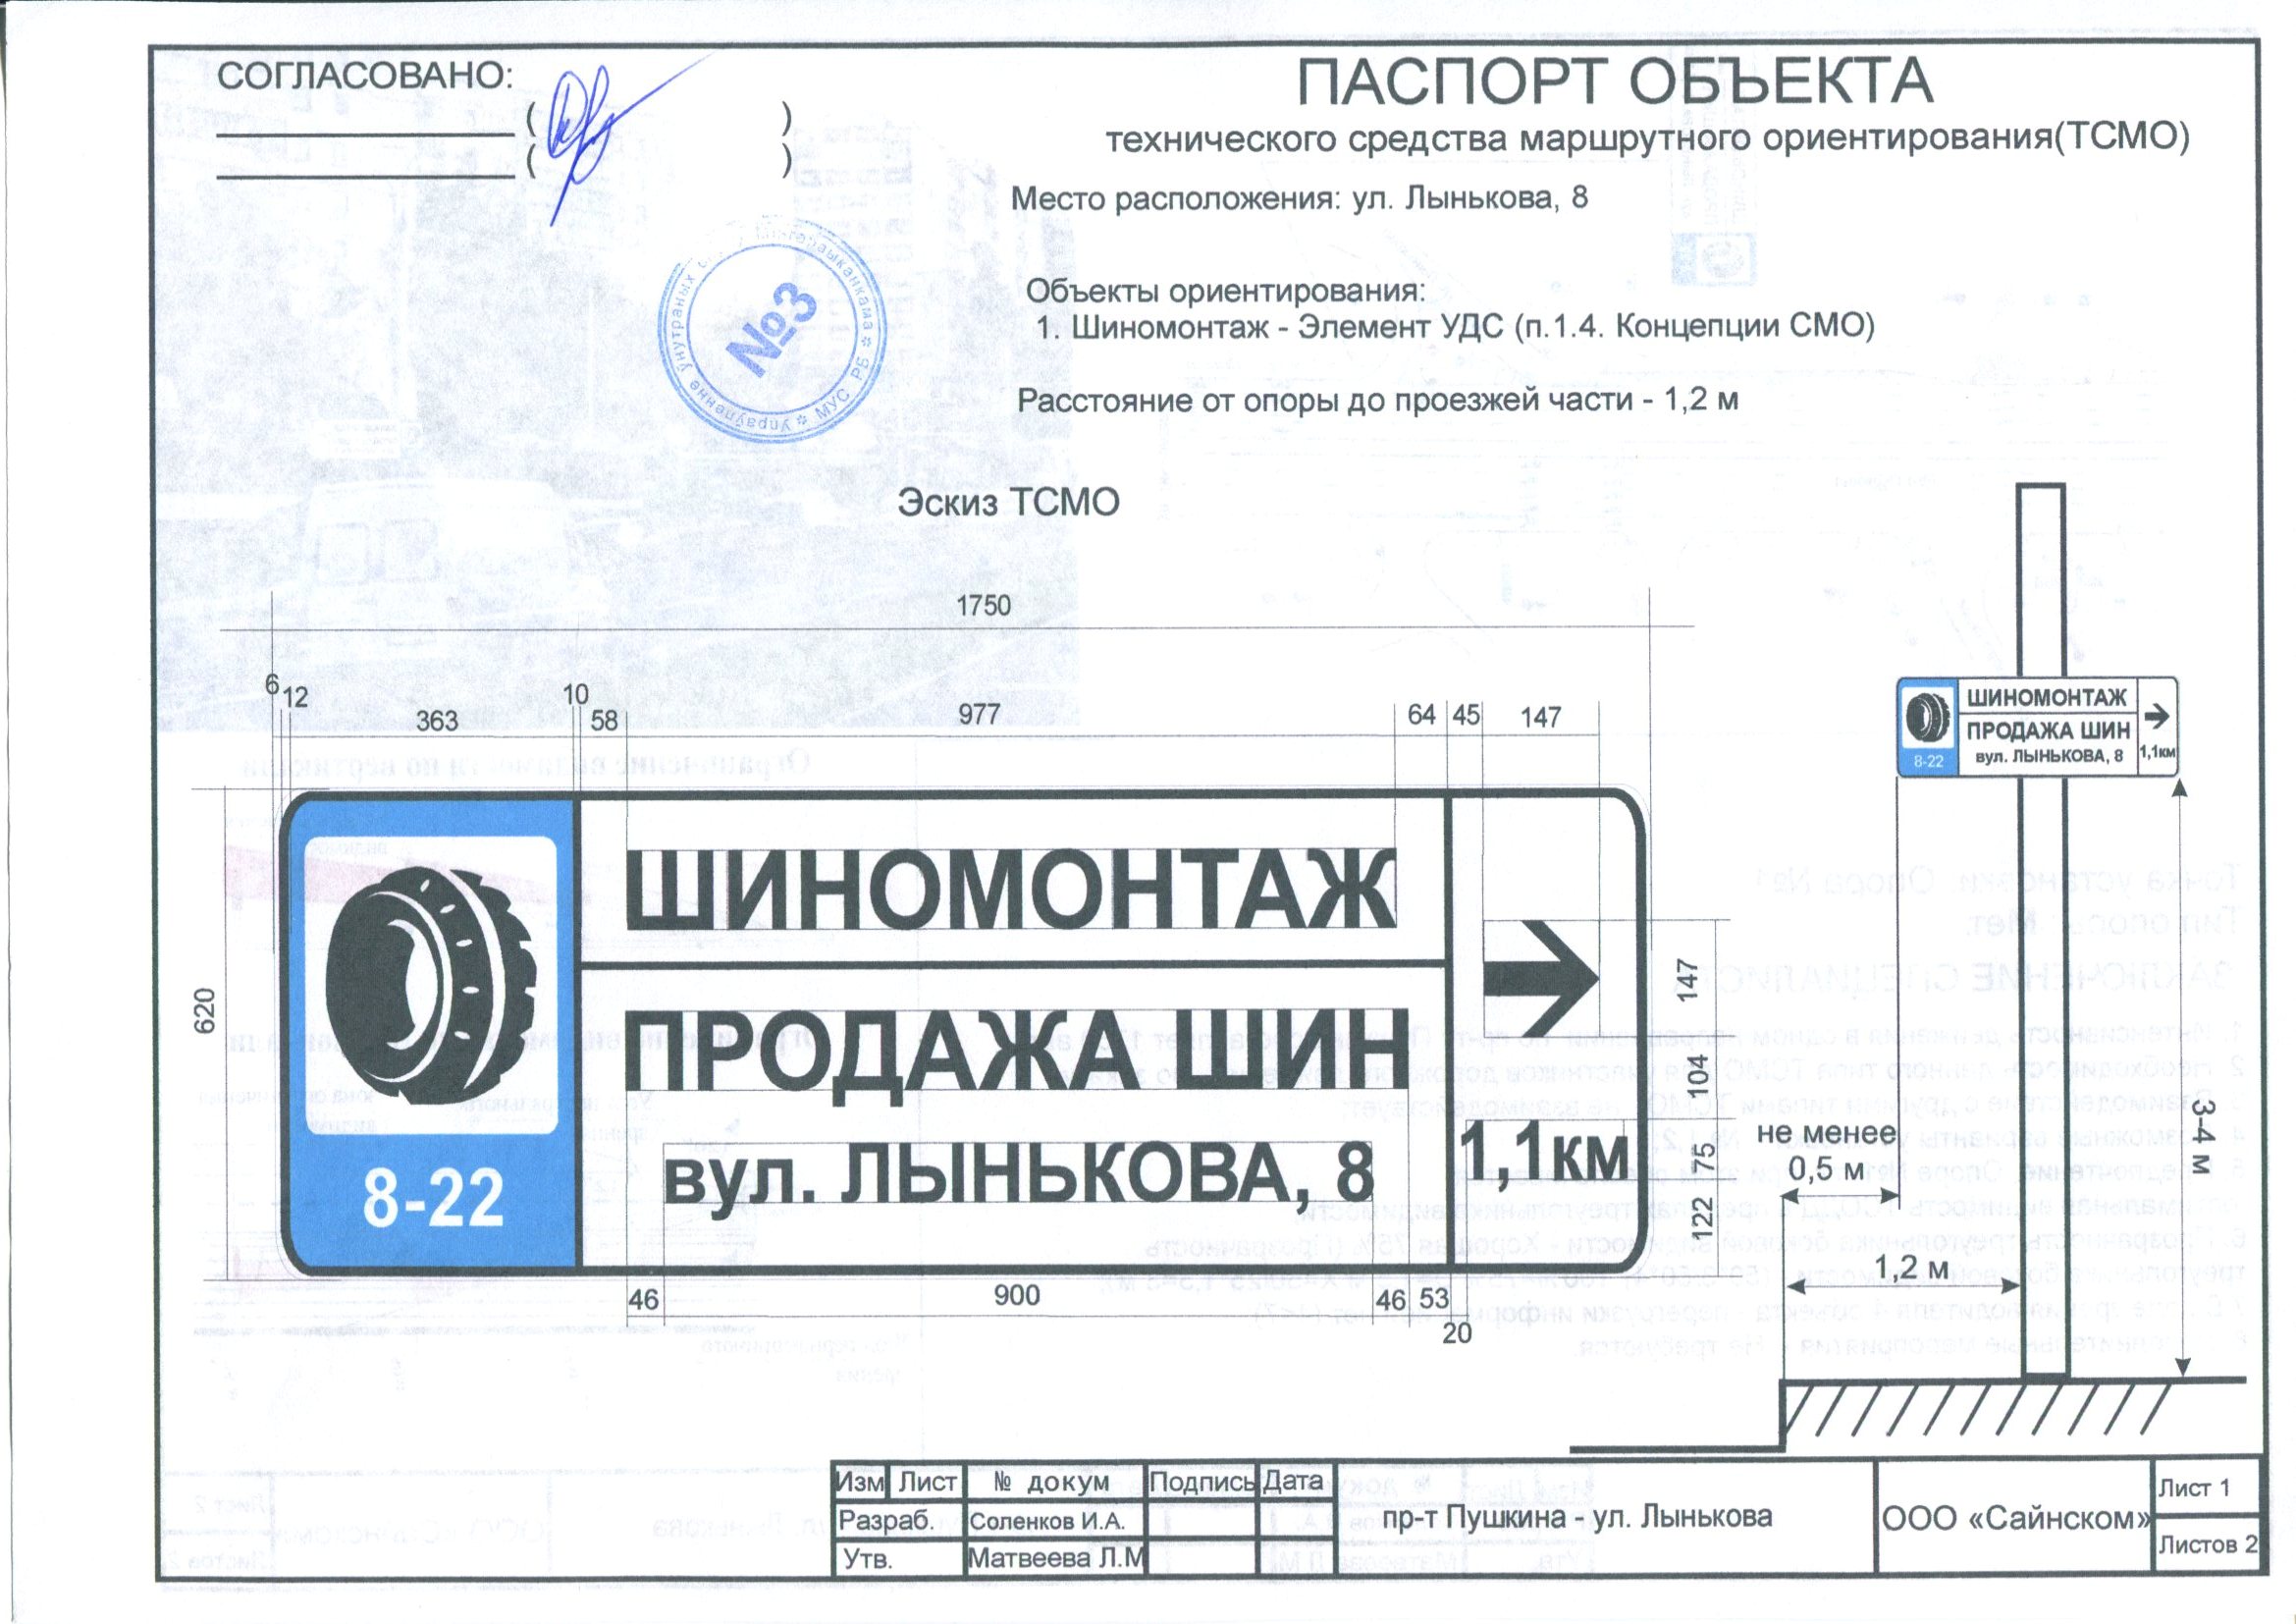 СОГЛАСОВАНО:
( )
( )
ПАСПОРТ ОБЪЕКТА
технического средства маршрутного ориентирования(ТСМО)
Место расположения: ул. Лынькова, 8
Объекты ориентирования:
1. Шиномонтаж - Элемент УДС (п.1.4. Концепции СМО)
Расстояние от опоры до проезжей части - 1,2 м
№3
МУС РБ
Эскиз ТСМО
1750
6 12 363 10 58 977 64 45 147
620
ШИНОМОНТАЖ
ПРОДАЖА ШИН
вул. ЛЫНЬКОВА, 8
8-22
1,1км
147
104
75
122
46 900 46 53
20
ШИНОМОНТАЖ
ПРОДАЖА ШИН
вул. ЛЫНЬКОВА, 8
8-22
1,1км
не менее
0,5 м
1,2 м
3-4 м
Изм Лист № докум Подпись Дата
Разраб. Соленков И.А.
Утв. Матвеева Л.М
пр-т Пушкина - ул. Лынькова
ООО «Сайнском»
Лист 1
Листов 2